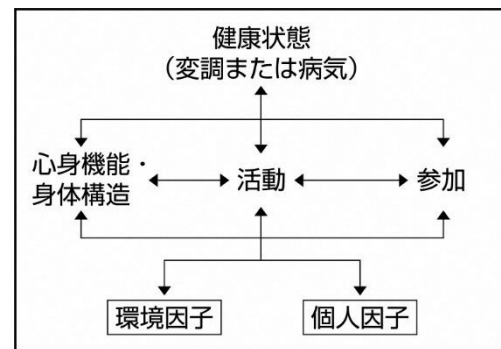 健康状態
（変調または病気）
心身機能・
身体構造
活動
参加
環境因子
個人因子